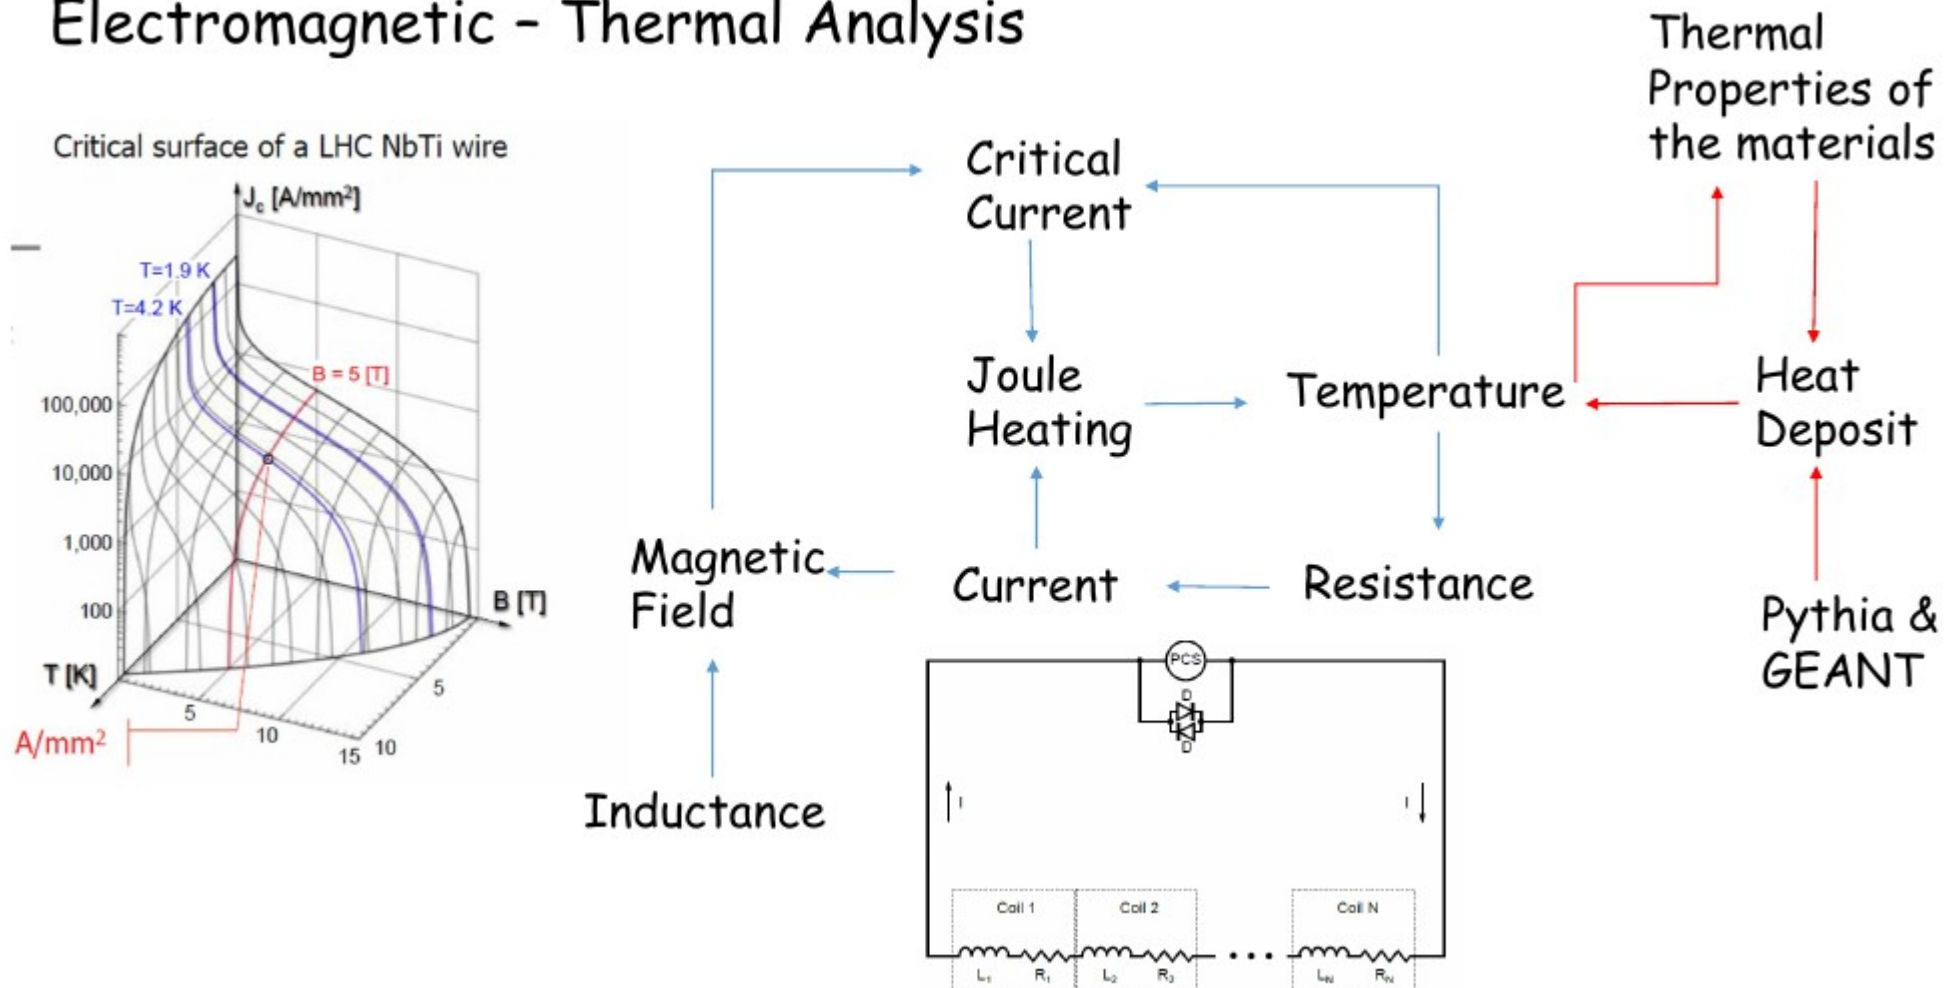 Electromagnetic – Thermal Analysis
Critical surface of a LHC NbTi wire
J꜀ [A/mm²]
T=1.9 K
T=4.2 K
B = 5 [T]
100,000
10,000
1,000
100
B [T]
T [K]
5
10
15
5
10
A/mm²
Critical
Current
Joule
Heating
Temperature
Thermal
Properties of
the materials
Heat
Deposit
Pythia &
GEANT
Magnetic
Field
Current
Resistance
Inductance
PCS
D
D
I
I
Coil 1
Coil 2
Coil N
L₁
R₁
L₂
R₂
L_N
R_N